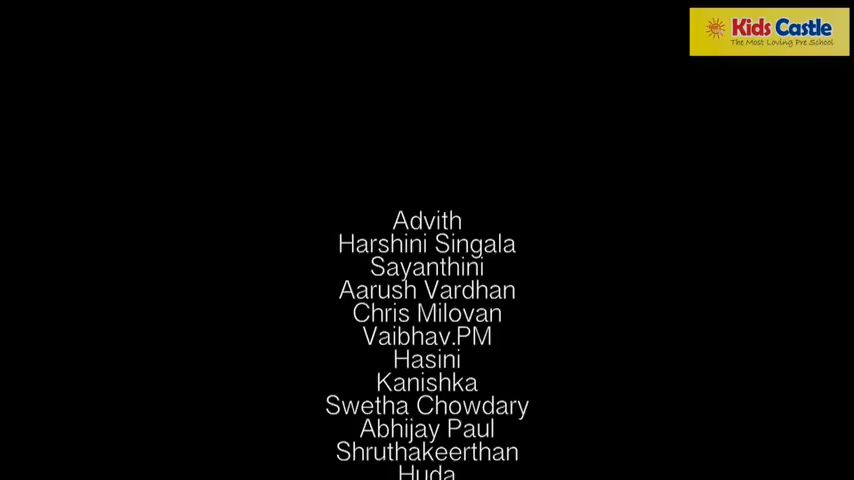 Kids Castle
The Most Loving Pre School
Advith
Harshini Singala
Sayanthini
Aarush Vardhan
Chris Milovan
Vaibhav.PM
Hasini
Kanishka
Swetha Chowdary
Abhijay Paul
Shruthakeerthan
Huda